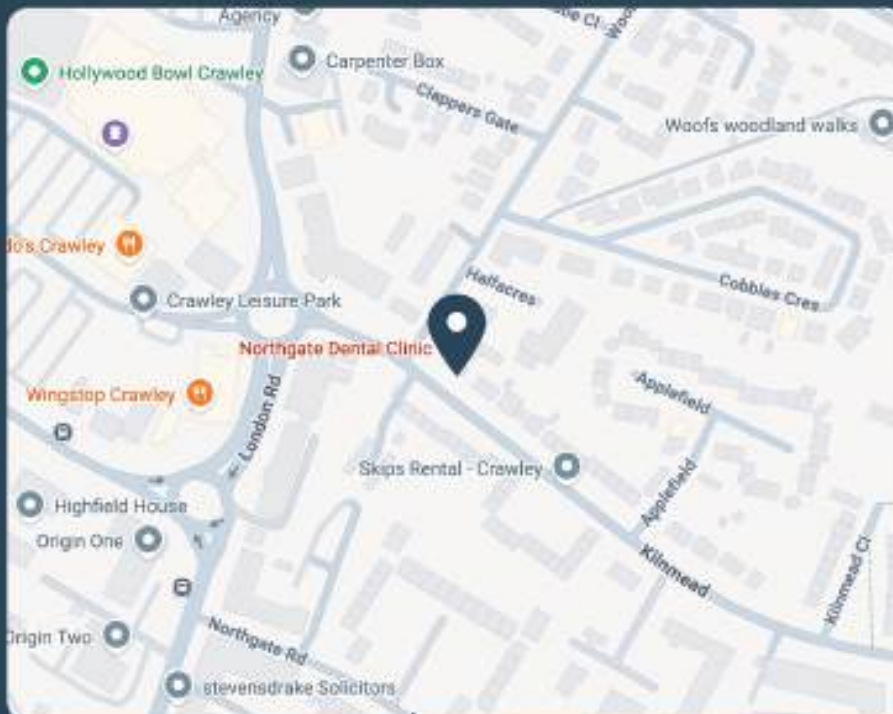 Agency
Carpenter Box
Hollywood Bowl Crawley
Clappers Gate
Woofs woodland walks
Crawley
Halfacres
Cobbles Cres
Crawley Leisure Park
Northgate Dental Clinic
Wingstop Crawley
Applefield
London Rd
Skips Rental - Crawley
Applefield
Highfield House
Origin One
Kilnmead
Kilnmead Cl
Origin Two
Northgate Rd
stevensdrake Solicitors